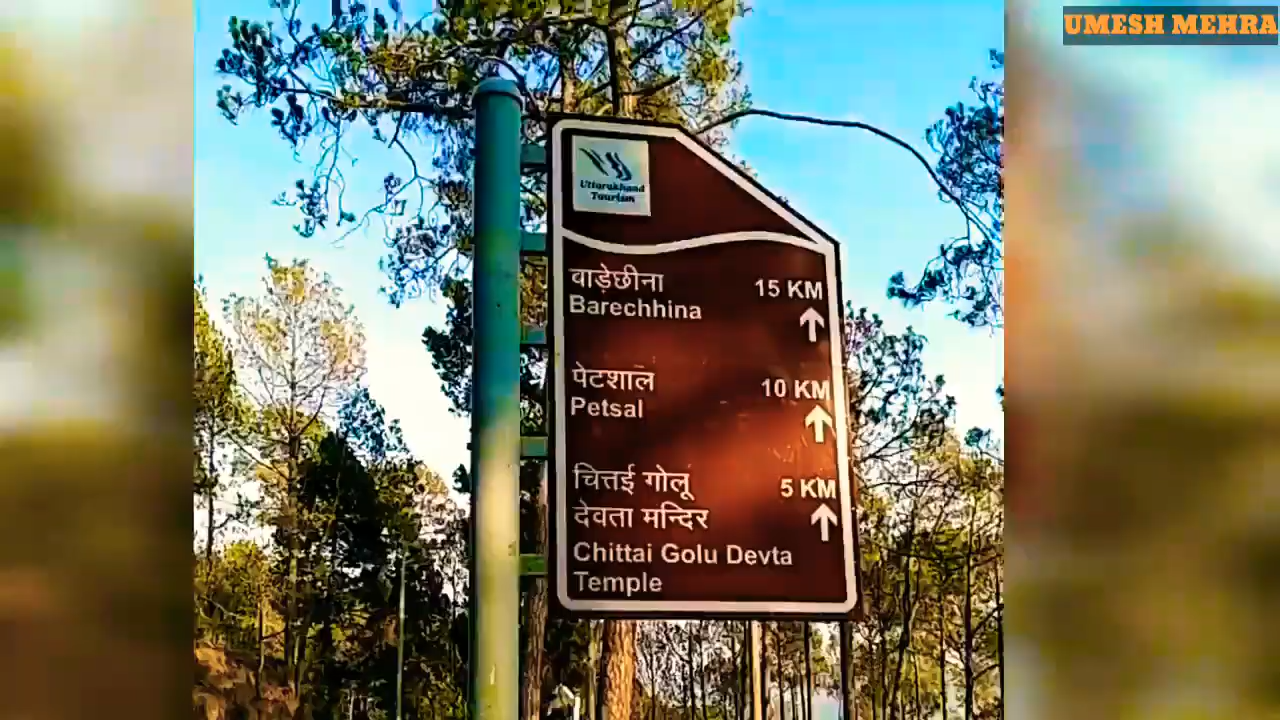 UMESH MEHRA
Uttarakhand
Tourism
वाड़ेछीना
15 KM
Barechhina
पेटशाल
10 KM
Petsal
चित्तई गोलू
5 KM
देवता मन्दिर
Chittai Golu Devta
Temple